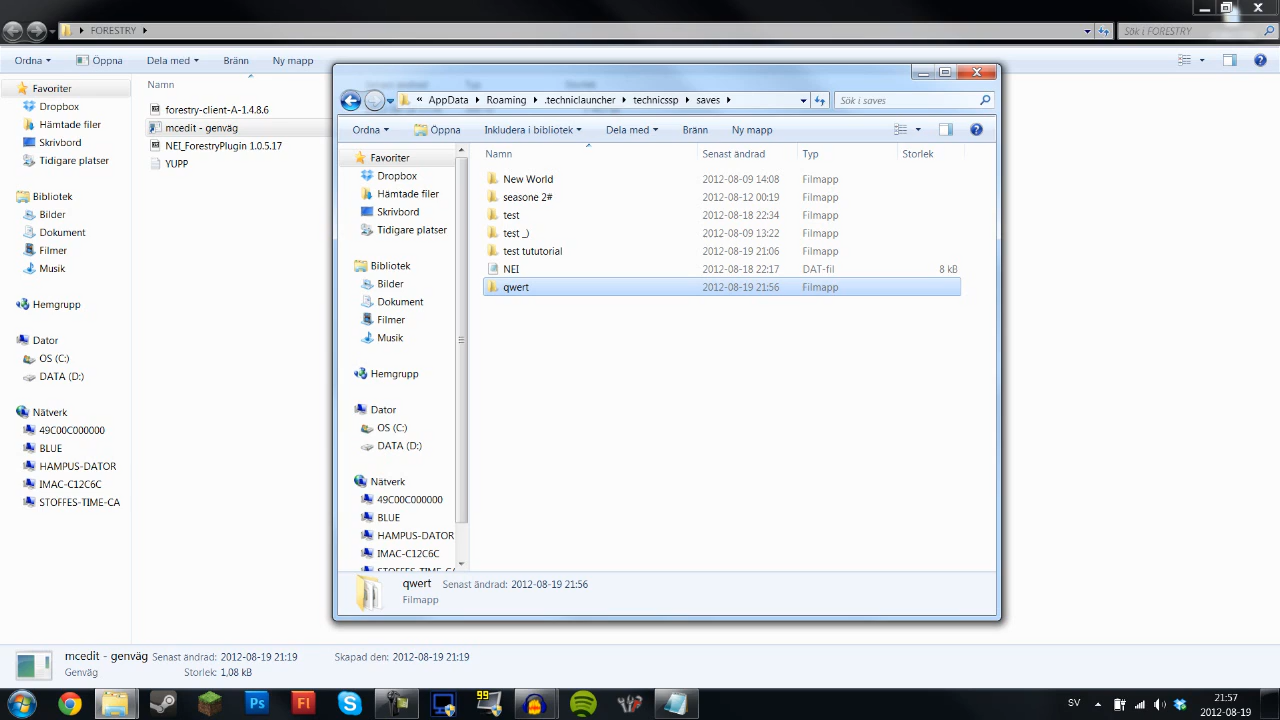 FORESTRY
Sök i FORESTRY
Ordna
Öppna
Dela med
Bränn
Ny mapp
Favoriter
Dropbox
Hämtade filer
Skrivbord
Tidigare platser
Bibliotek
Bilder
Dokument
Filmer
Musik
Hemgrupp
Dator
OS (C:)
DATA (D:)
Nätverk
49C00C000000
BLUE
HAMPUS-DATOR
IMAC-C12C6C
STOFFES-TIME-CA
Namn
forestry-client-A-1.4.8.6
mcedit - genväg
NEI_ForestryPlugin 1.0.5.17
YUPP
« AppData Roaming .techniclauncher technicssp saves
Sök i saves
Ordna
Öppna
Inkludera i bibliotek
Dela med
Bränn
Ny mapp
Favoriter
Dropbox
Hämtade filer
Skrivbord
Tidigare platser
Bibliotek
Bilder
Dokument
Filmer
Musik
Hemgrupp
Dator
OS (C:)
DATA (D:)
Nätverk
49C00C000000
BLUE
HAMPUS-DATOR
IMAC-C12C6C
Namn Senast ändrad Typ Storlek
New World 2012-08-09 14:08 Filmapp
seasone 2# 2012-08-12 00:19 Filmapp
test 2012-08-18 22:34 Filmapp
test _) 2012-08-09 13:22 Filmapp
test tututorial 2012-08-19 21:06 Filmapp
NEI 2012-08-18 22:17 DAT-fil 8 kB
qwert 2012-08-19 21:56 Filmapp
qwert Senast ändrad: 2012-08-19 21:56
Filmapp
mcedit - genväg Senast ändrad: 2012-08-19 21:19 Skapad den: 2012-08-19 21:19
Genväg Storlek: 1,08 kB
Ps
Fl
99
SV
21:57
2012-08-19